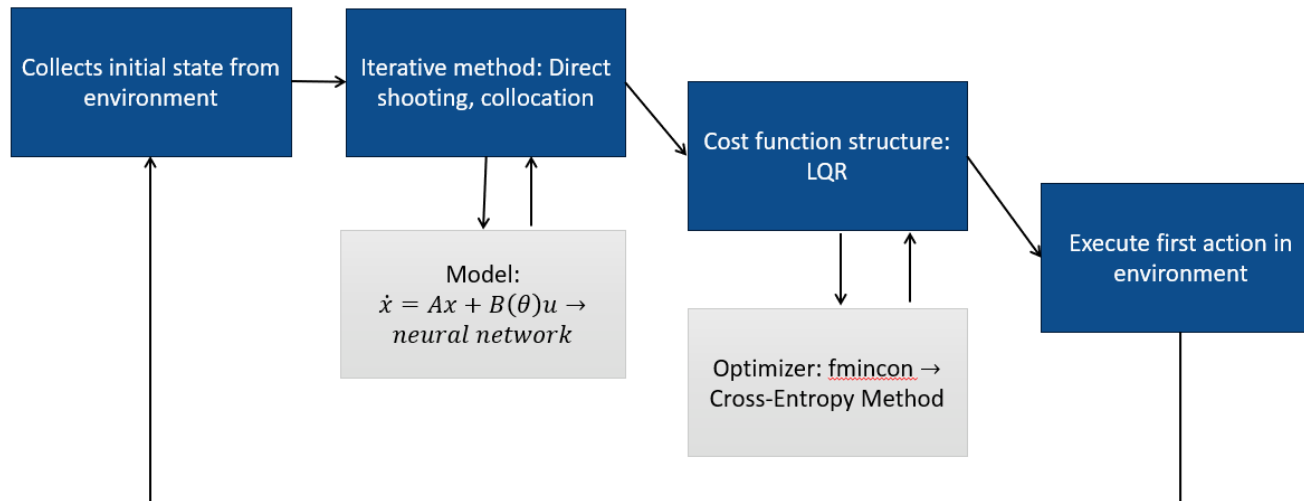 Collects initial state from
environment
Iterative method: Direct
shooting, collocation
Cost function structure:
LQR
Execute first action in
environment
Model:
ẋ = Ax + B(θ)u →
neural network
Optimizer: fmincon →
Cross-Entropy Method